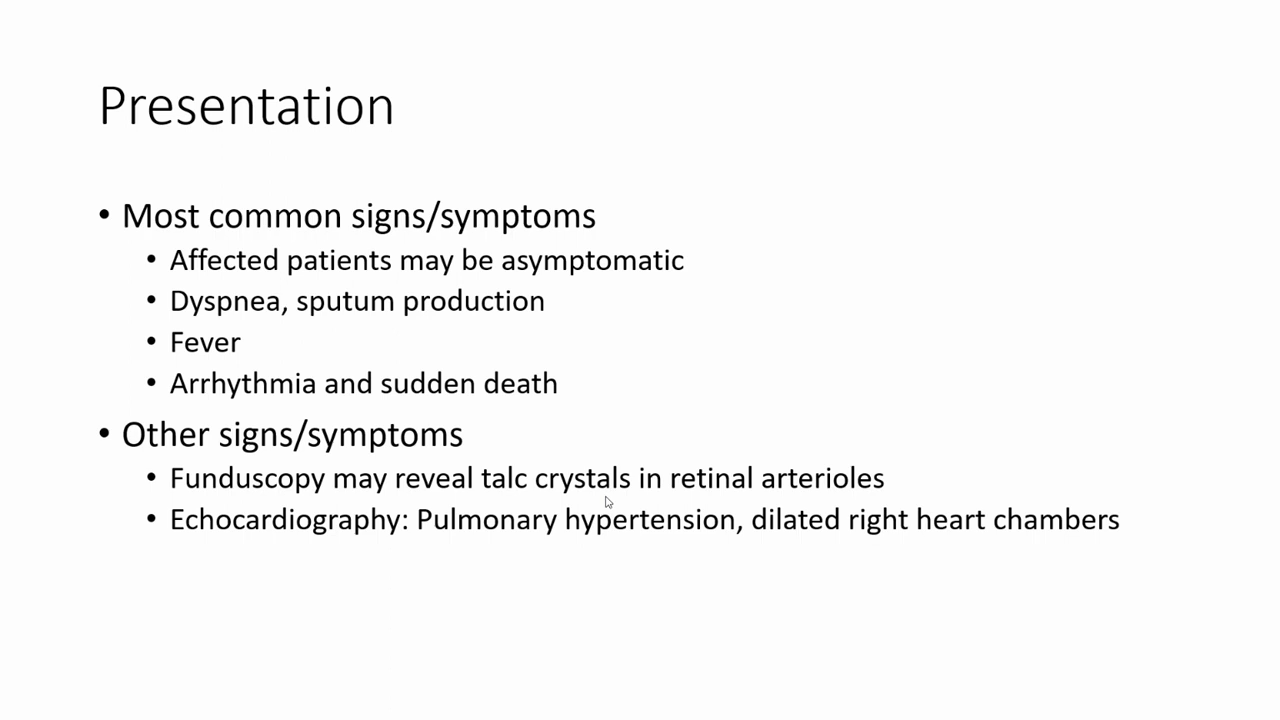 Presentation
• Most common signs/symptoms
• Affected patients may be asymptomatic
• Dyspnea, sputum production
• Fever
• Arrhythmia and sudden death
• Other signs/symptoms
• Funduscopy may reveal talc crystals in retinal arterioles
• Echocardiography: Pulmonary hypertension, dilated right heart chambers